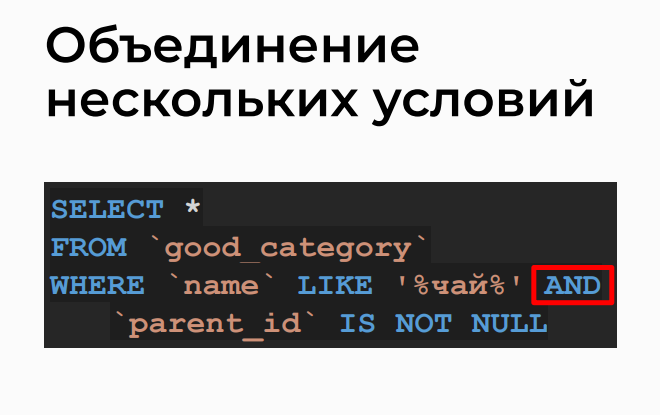 Объединение
нескольких условий
SELECT *
FROM `good_category`
WHERE `name` LIKE '%чай%' AND
`parent_id` IS NOT NULL